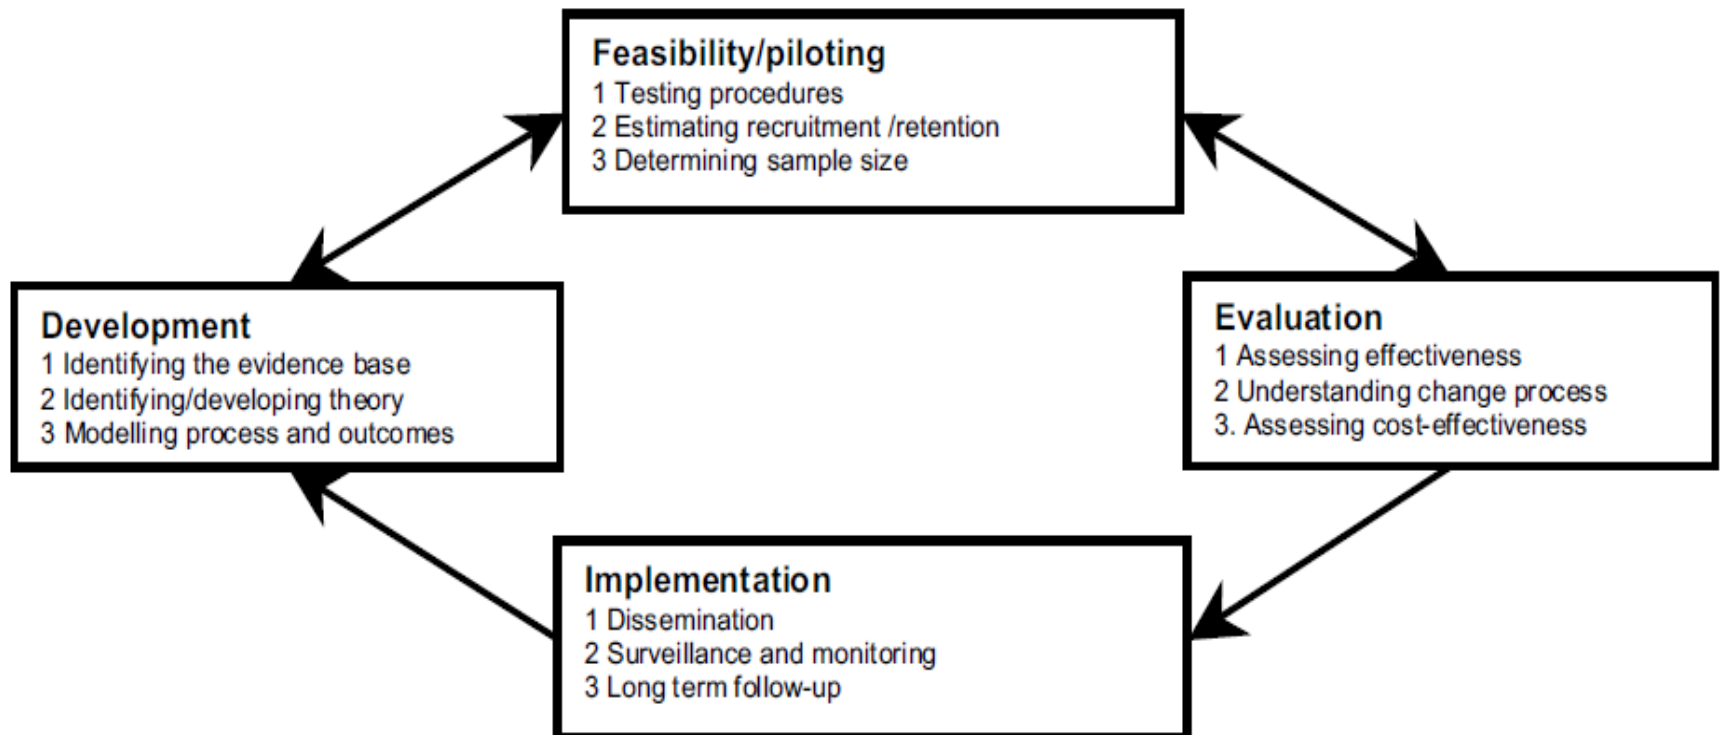 Feasibility/piloting
1 Testing procedures
2 Estimating recruitment /retention
3 Determining sample size
Development
1 Identifying the evidence base
2 Identifying/developing theory
3 Modelling process and outcomes
Evaluation
1 Assessing effectiveness
2 Understanding change process
3. Assessing cost-effectiveness
Implementation
1 Dissemination
2 Surveillance and monitoring
3 Long term follow-up